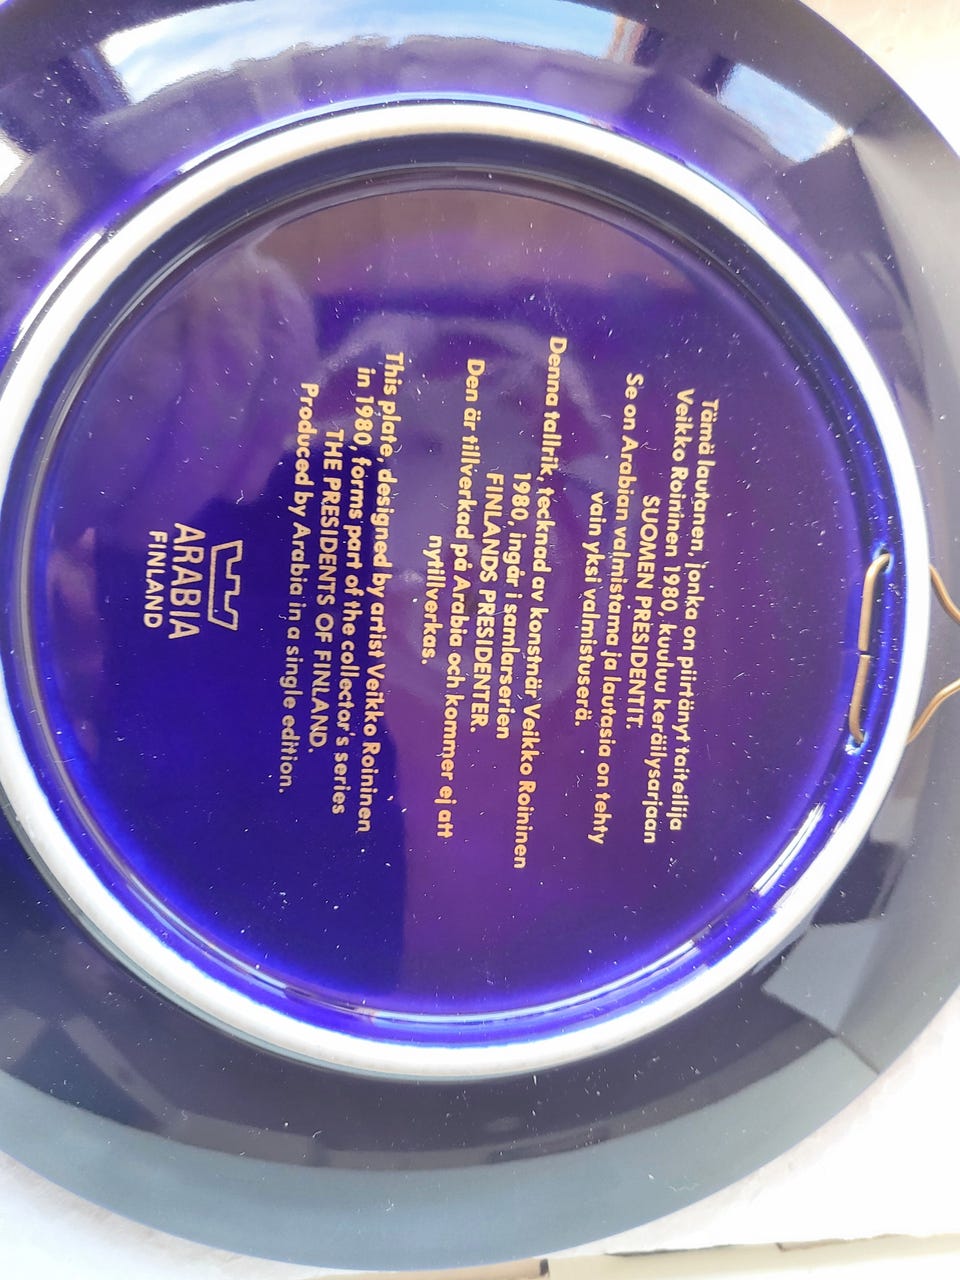 Tämä lautanen, jonka on piirtänyt taiteilija
Veikko Roininen 1980, kuuluu keräilysarjaan
SUOMEN PRESIDENTIT.
Se on Arabian valmistama ja lautasia on tehty
vain yksi valmistuserä.
Denna tallrik, tecknad av konstnär Veikko Roininen
1980, ingår i samlarserien
FINLANDS PRESIDENTER.
Den är tillverkad på Arabia och kommer ej att
nytillverkas.
This plate, designed by artist Veikko Roininen
in 1980, forms part of the collector's series
THE PRESIDENTS OF FINLAND.
Produced by Arabia in a single edition.
ARABIA
FINLAND